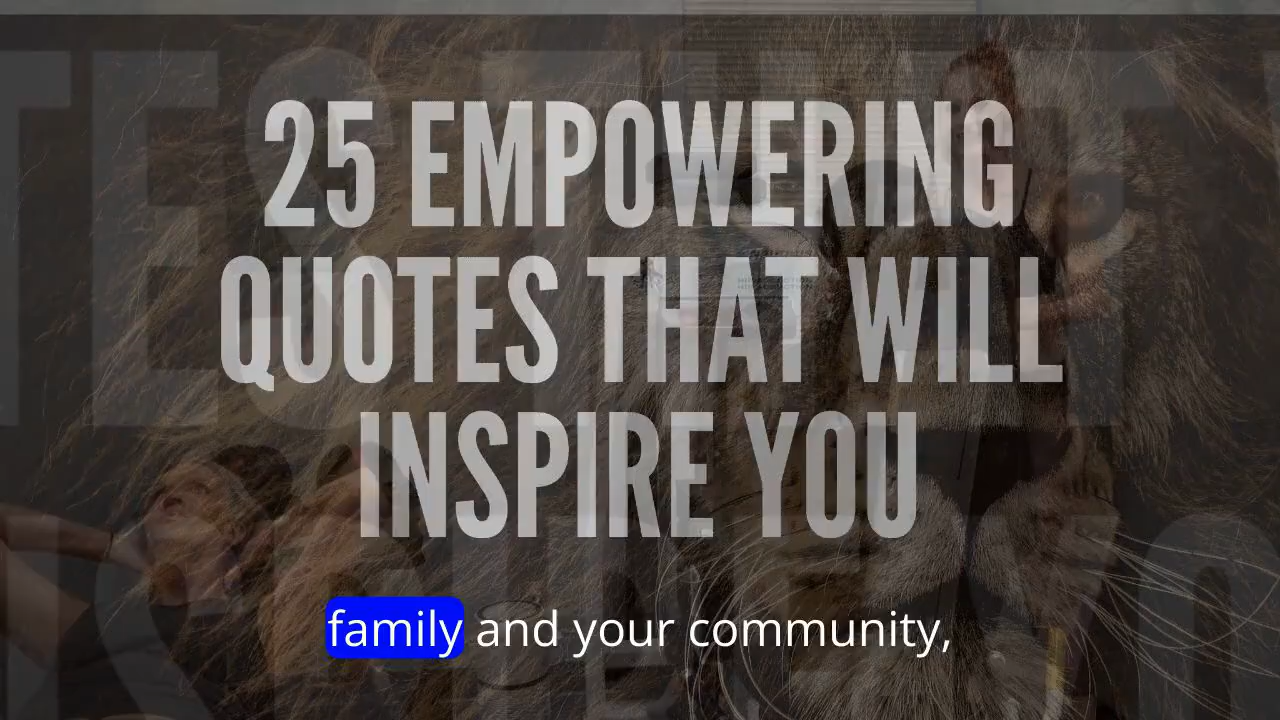 25 EMPOWERING
QUOTES THAT WILL
INSPIRE YOU
family and your community,